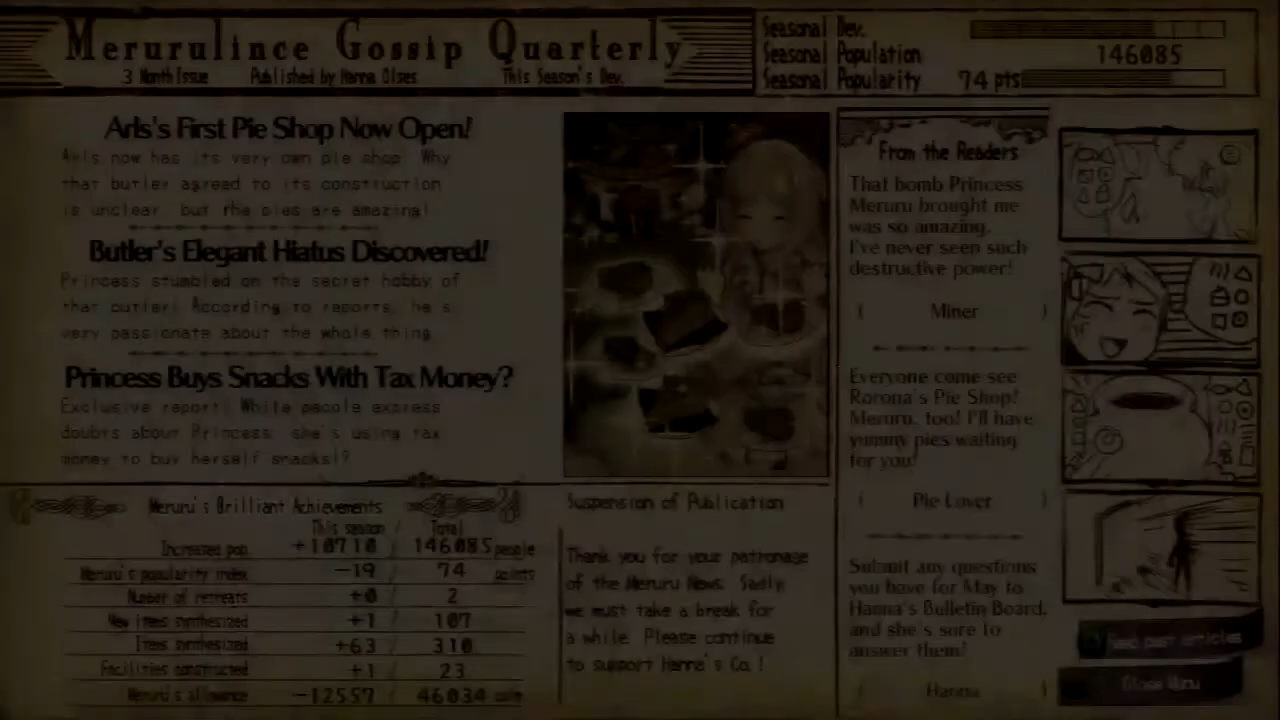 Merurulince Gossip Quarterly
3 Month Issue Published by Hanna Olses This Season's Dev.
Seasonal Dev.
Seasonal Population 146085
Seasonal Popularity 74 pts
Arls's First Pie Shop Now Open!
Arls now has its very own pie shop. Why
that butler agreed to its construction
is unclear, but the pies are amazing!
Butler's Elegant Hiatus Discovered!
Princess stumbled on the secret hobby of
that butler! According to reports, he's
very passionate about the whole thing.
Princess Buys Snacks With Tax Money?
Exclusive report! White people express
doubts about Princess: she's using tax
money to buy herself snacks!?
From the Readers
That bomb Princess
Meruru brought me
was so amazing.
I've never seen such
destructive power!
( Miner )
Everyone come see
Rorona's Pie Shop!
Meruru, too! I'll have
yummy pies waiting
for you!
( Pie Lover )
Submit any questions
you have for May to
Hanna's Bulletin Board,
and she's sure to
answer them!
( Hanna )
Meruru's Brilliant Achievements
This season / Total
Increased pop. +10710 / 146085 people
Meruru's popularity index -19 / 74 points
Number of retreats +0 / 2
New items synthesized +1 / 107
Items synthesized +63 / 310
Facilities constructed +1 / 23
Meruru's allowance -12557 / 46034 cole
Suspension of Publication
Thank you for your patronage
of the Meruru News. Sadly,
we must take a break for
a while. Please continue
to support Hanna's Co.!
Read past articles
Close Menu